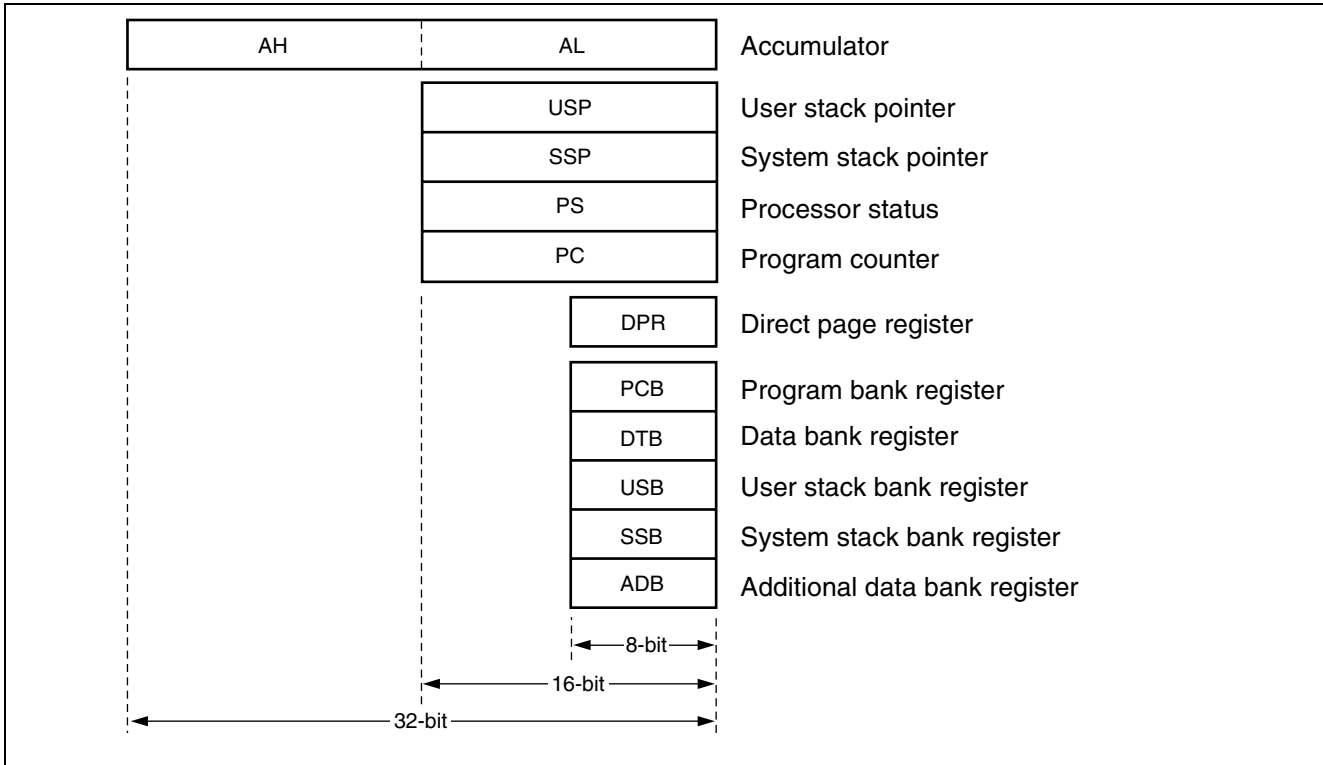 AH AL Accumulator
USP User stack pointer
SSP System stack pointer
PS Processor status
PC Program counter
DPR Direct page register
PCB Program bank register
DTB Data bank register
USB User stack bank register
SSB System stack bank register
ADB Additional data bank register
8-bit
16-bit
32-bit